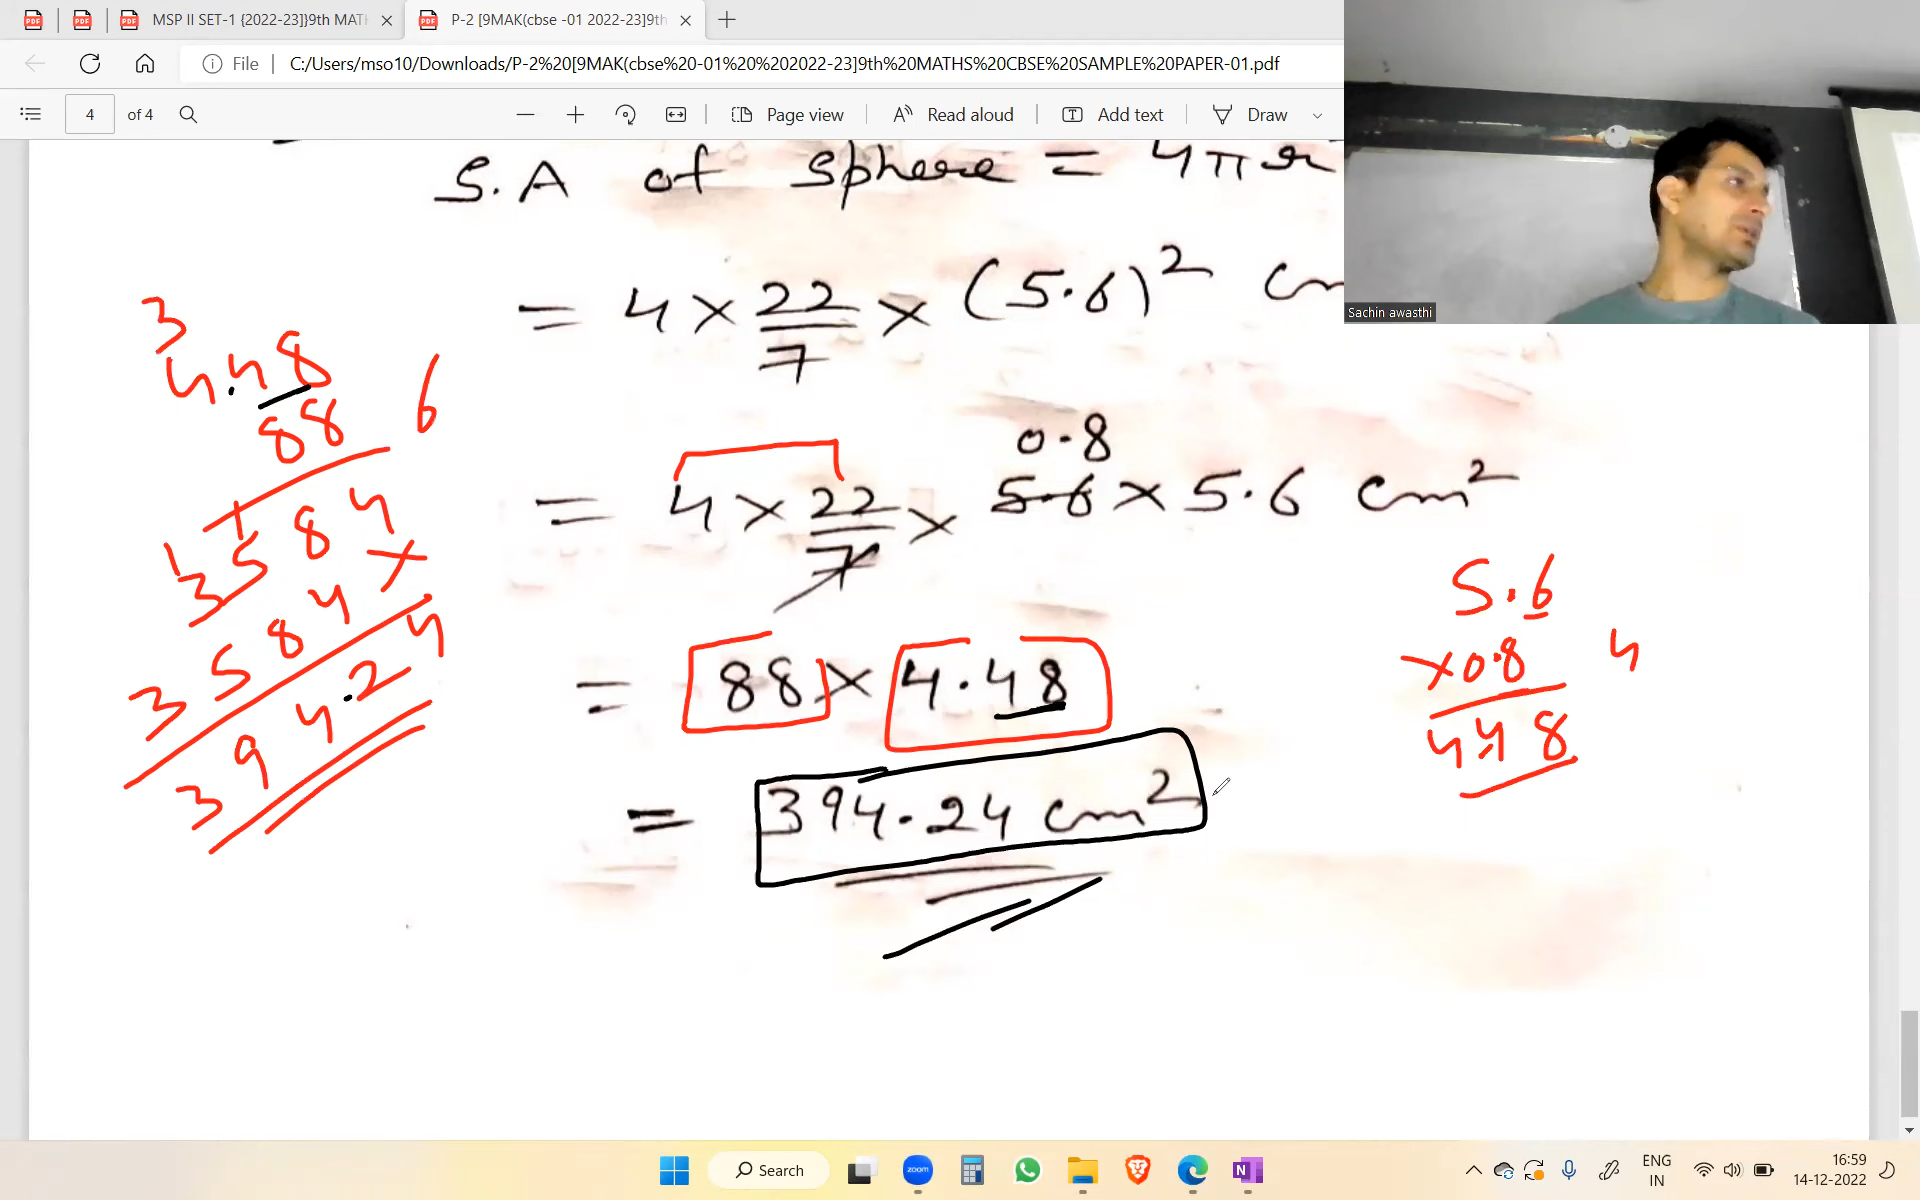 MSP II SET-1 {2022-23]}9th MATH
P-2 [9MAK(cbse -01 2022-23]9th
File
C:/Users/mso10/Downloads/P-2%20[9MAK(cbse%20-01%20%202022-23]9th%20MATHS%20CBSE%20SAMPLE%20PAPER-01.pdf
4 of 4
Page view
Read aloud
Add text
Draw
Sachin awasthi
S.A of sphere = 4πr
= 4 × 22/7 × (5.6)² cm
0.8
= 4 × 22/7 × 5.6 × 5.6 cm²
= 88 × 4.48
= 394.24 cm²
3
4.48
88 6
1
1
3584
3584×
394.24
5.6
×0.8 4
4.48
Search
zoom
N
ENG
IN
16:59
14-12-2022